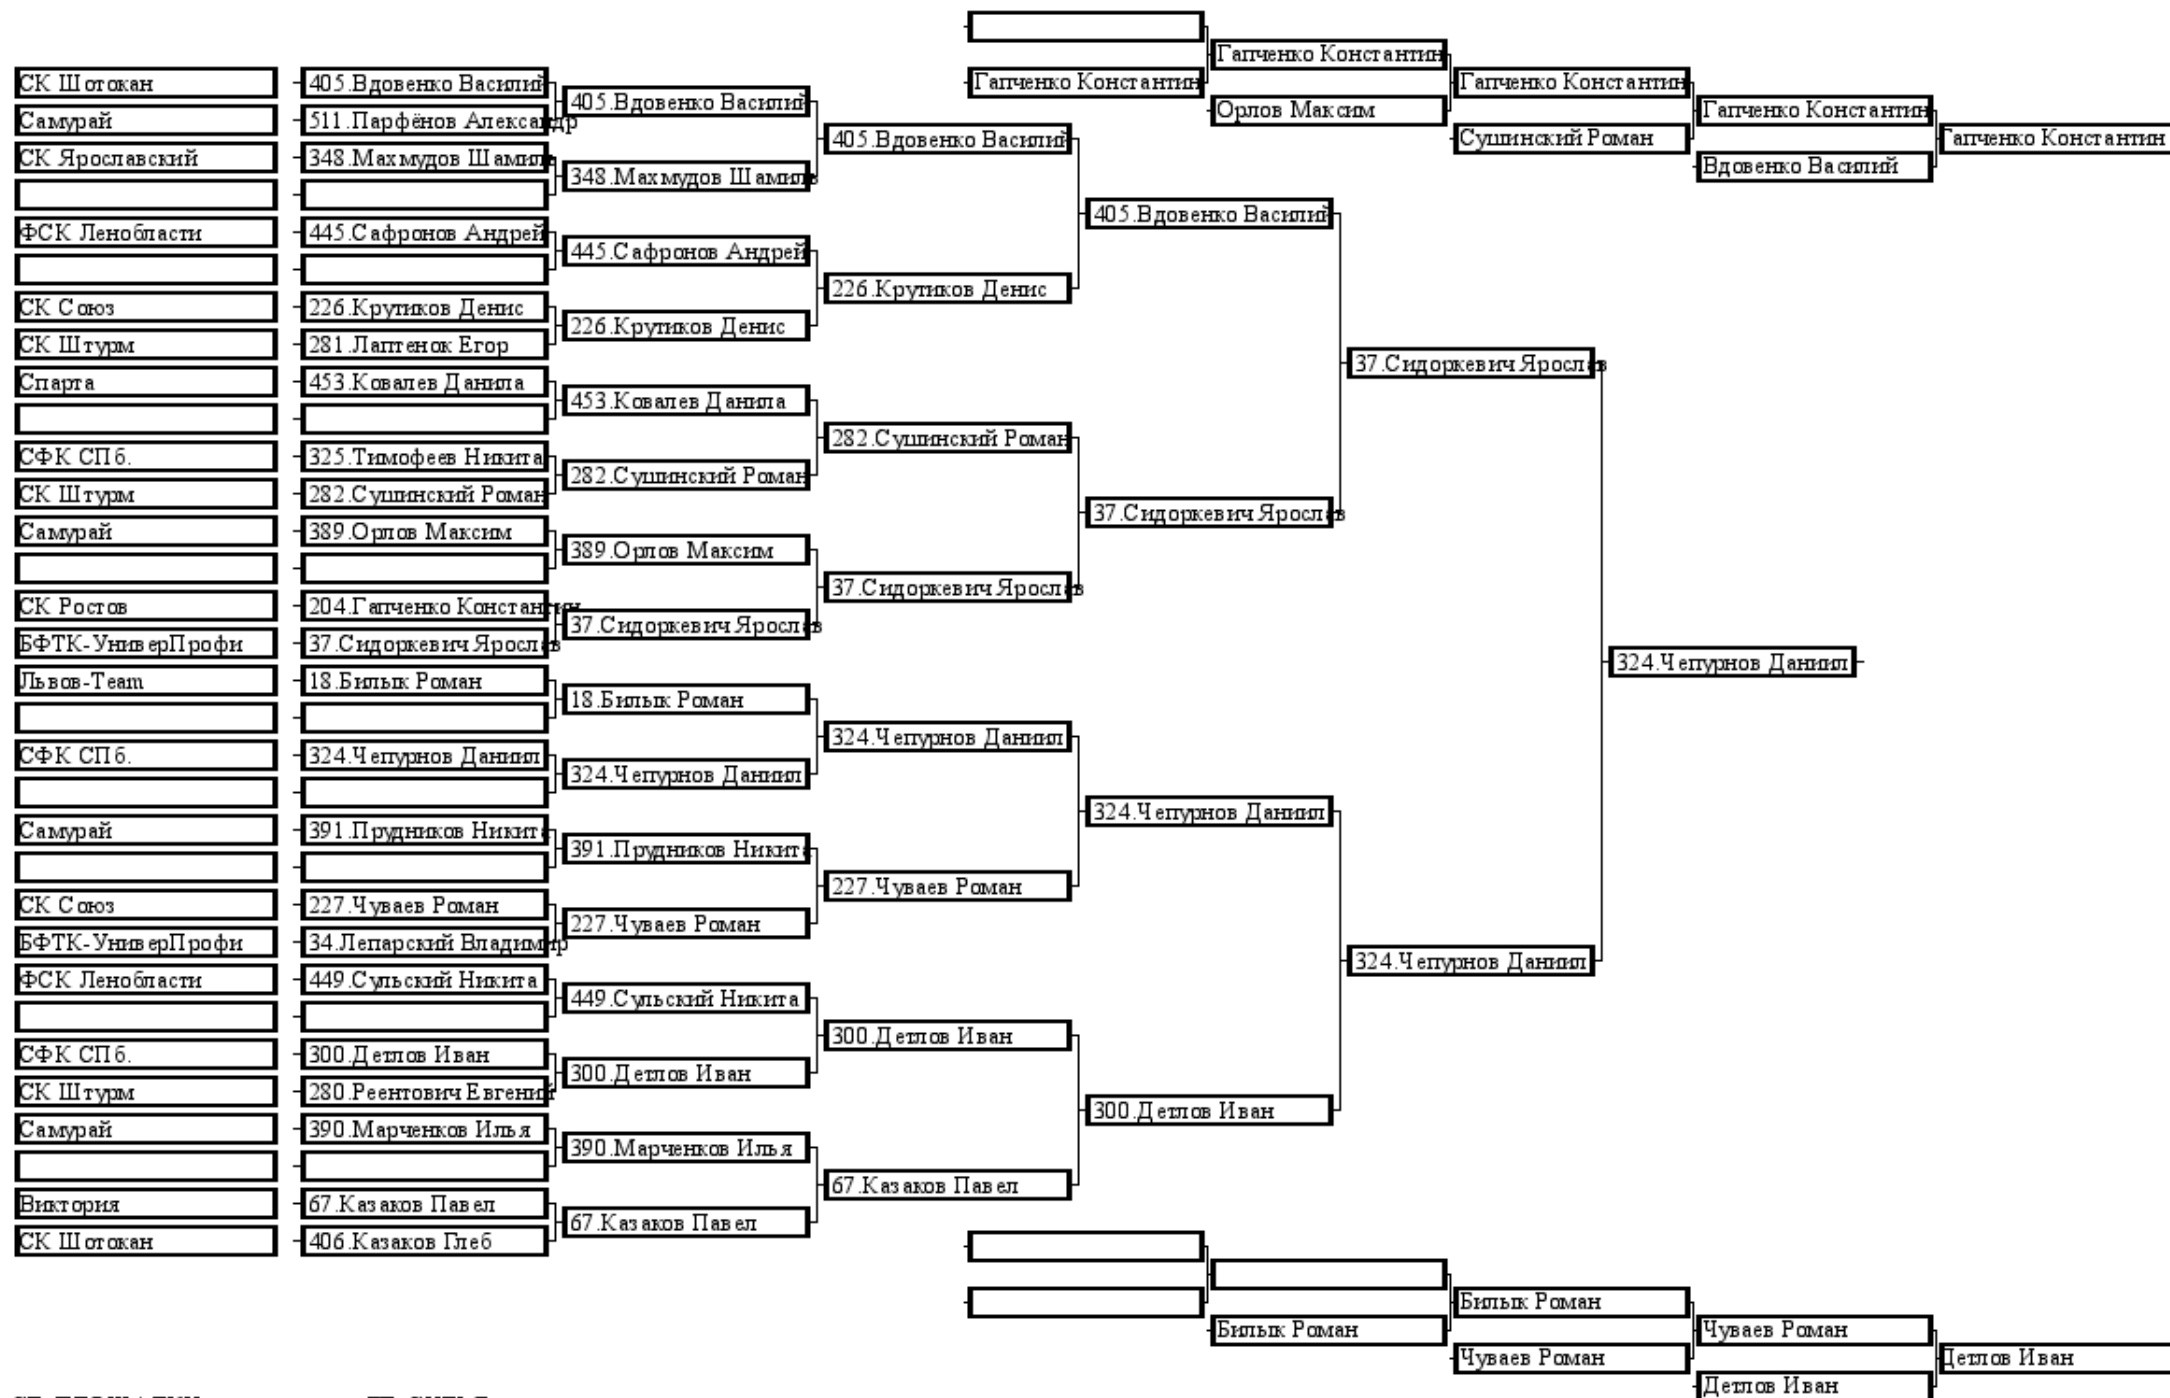 Гапченко Константин
Гапченко Константин
Орлов Максим
Гапченко Константин
Сушинский Роман
Гапченко Константин
Вдовенко Василий
Гапченко Константин
СК Шотокан
Самурай
СК Ярославский
ФСК Ленобласти
СК Союз
СК Штурм
Спарта
СФК СПб.
СК Штурм
Самурай
СК Ростов
БФТК-УниверПрофи
Львов-Team
СФК СПб.
Самурай
СК Союз
БФТК-УниверПрофи
ФСК Ленобласти
СФК СПб.
СК Штурм
Самурай
Виктория
СК Шотокан
405.Вдовенко Василий
511.Парфёнов Александр
348.Махмудов Шамиль
445.Сафронов Андрей
226.Крутиков Денис
281.Лаптенок Егор
453.Ковалев Данила
325.Тимофеев Никита
282.Сушинский Роман
389.Орлов Максим
204.Гапченко Константин
37.Сидоркевич Ярослав
18.Билык Роман
324.Чепурнов Даниил
391.Прудников Никита
227.Чуваев Роман
34.Лепарский Владимир
449.Сульский Никита
300.Детлов Иван
280.Реентович Евгений
390.Марченков Илья
67.Казаков Павел
406.Казаков Глеб
405.Вдовенко Василий
348.Махмудов Шамиль
445.Сафронов Андрей
226.Крутиков Денис
453.Ковалев Данила
282.Сушинский Роман
389.Орлов Максим
37.Сидоркевич Ярослав
18.Билык Роман
324.Чепурнов Даниил
391.Прудников Никита
227.Чуваев Роман
449.Сульский Никита
300.Детлов Иван
390.Марченков Илья
67.Казаков Павел
405.Вдовенко Василий
226.Крутиков Денис
282.Сушинский Роман
37.Сидоркевич Ярослав
324.Чепурнов Даниил
227.Чуваев Роман
300.Детлов Иван
67.Казаков Павел
405.Вдовенко Василий
37.Сидоркевич Ярослав
324.Чепурнов Даниил
300.Детлов Иван
37.Сидоркевич Ярослав
324.Чепурнов Даниил
324.Чепурнов Даниил
Билык Роман
Билык Роман
Чуваев Роман
Чуваев Роман
Детлов Иван
Детлов Иван